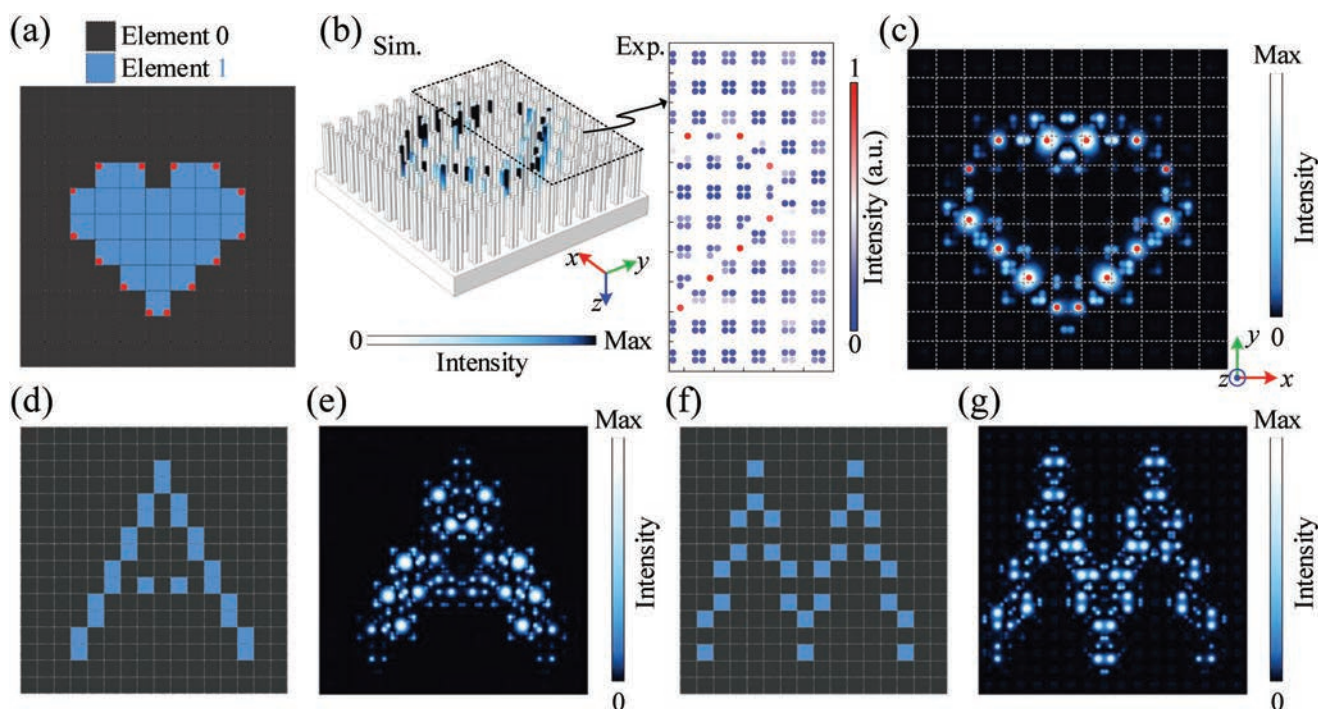 (a)
Element 0
Element 1
(b)
Sim.
Exp.
1
Intensity (a.u.)
0
x
y
z
0
Max
Intensity
(c)
Max
Intensity
0
y
z
x
(d)
(e)
Max
Intensity
0
(f)
(g)
Max
Intensity
0